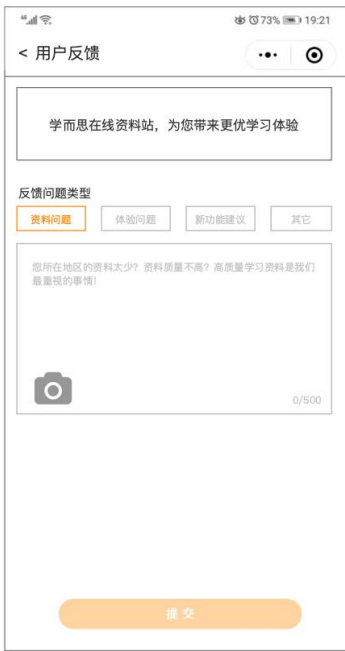 73% 19:21
< 用户反馈
学而思在线资料站，为您带来更优学习体验
反馈问题类型
资料问题 体验问题 新功能建议 其它
您所在地区的资料太少？资料质量不高？高质量学习资料是我们
最重视的事情!
0/500
提交